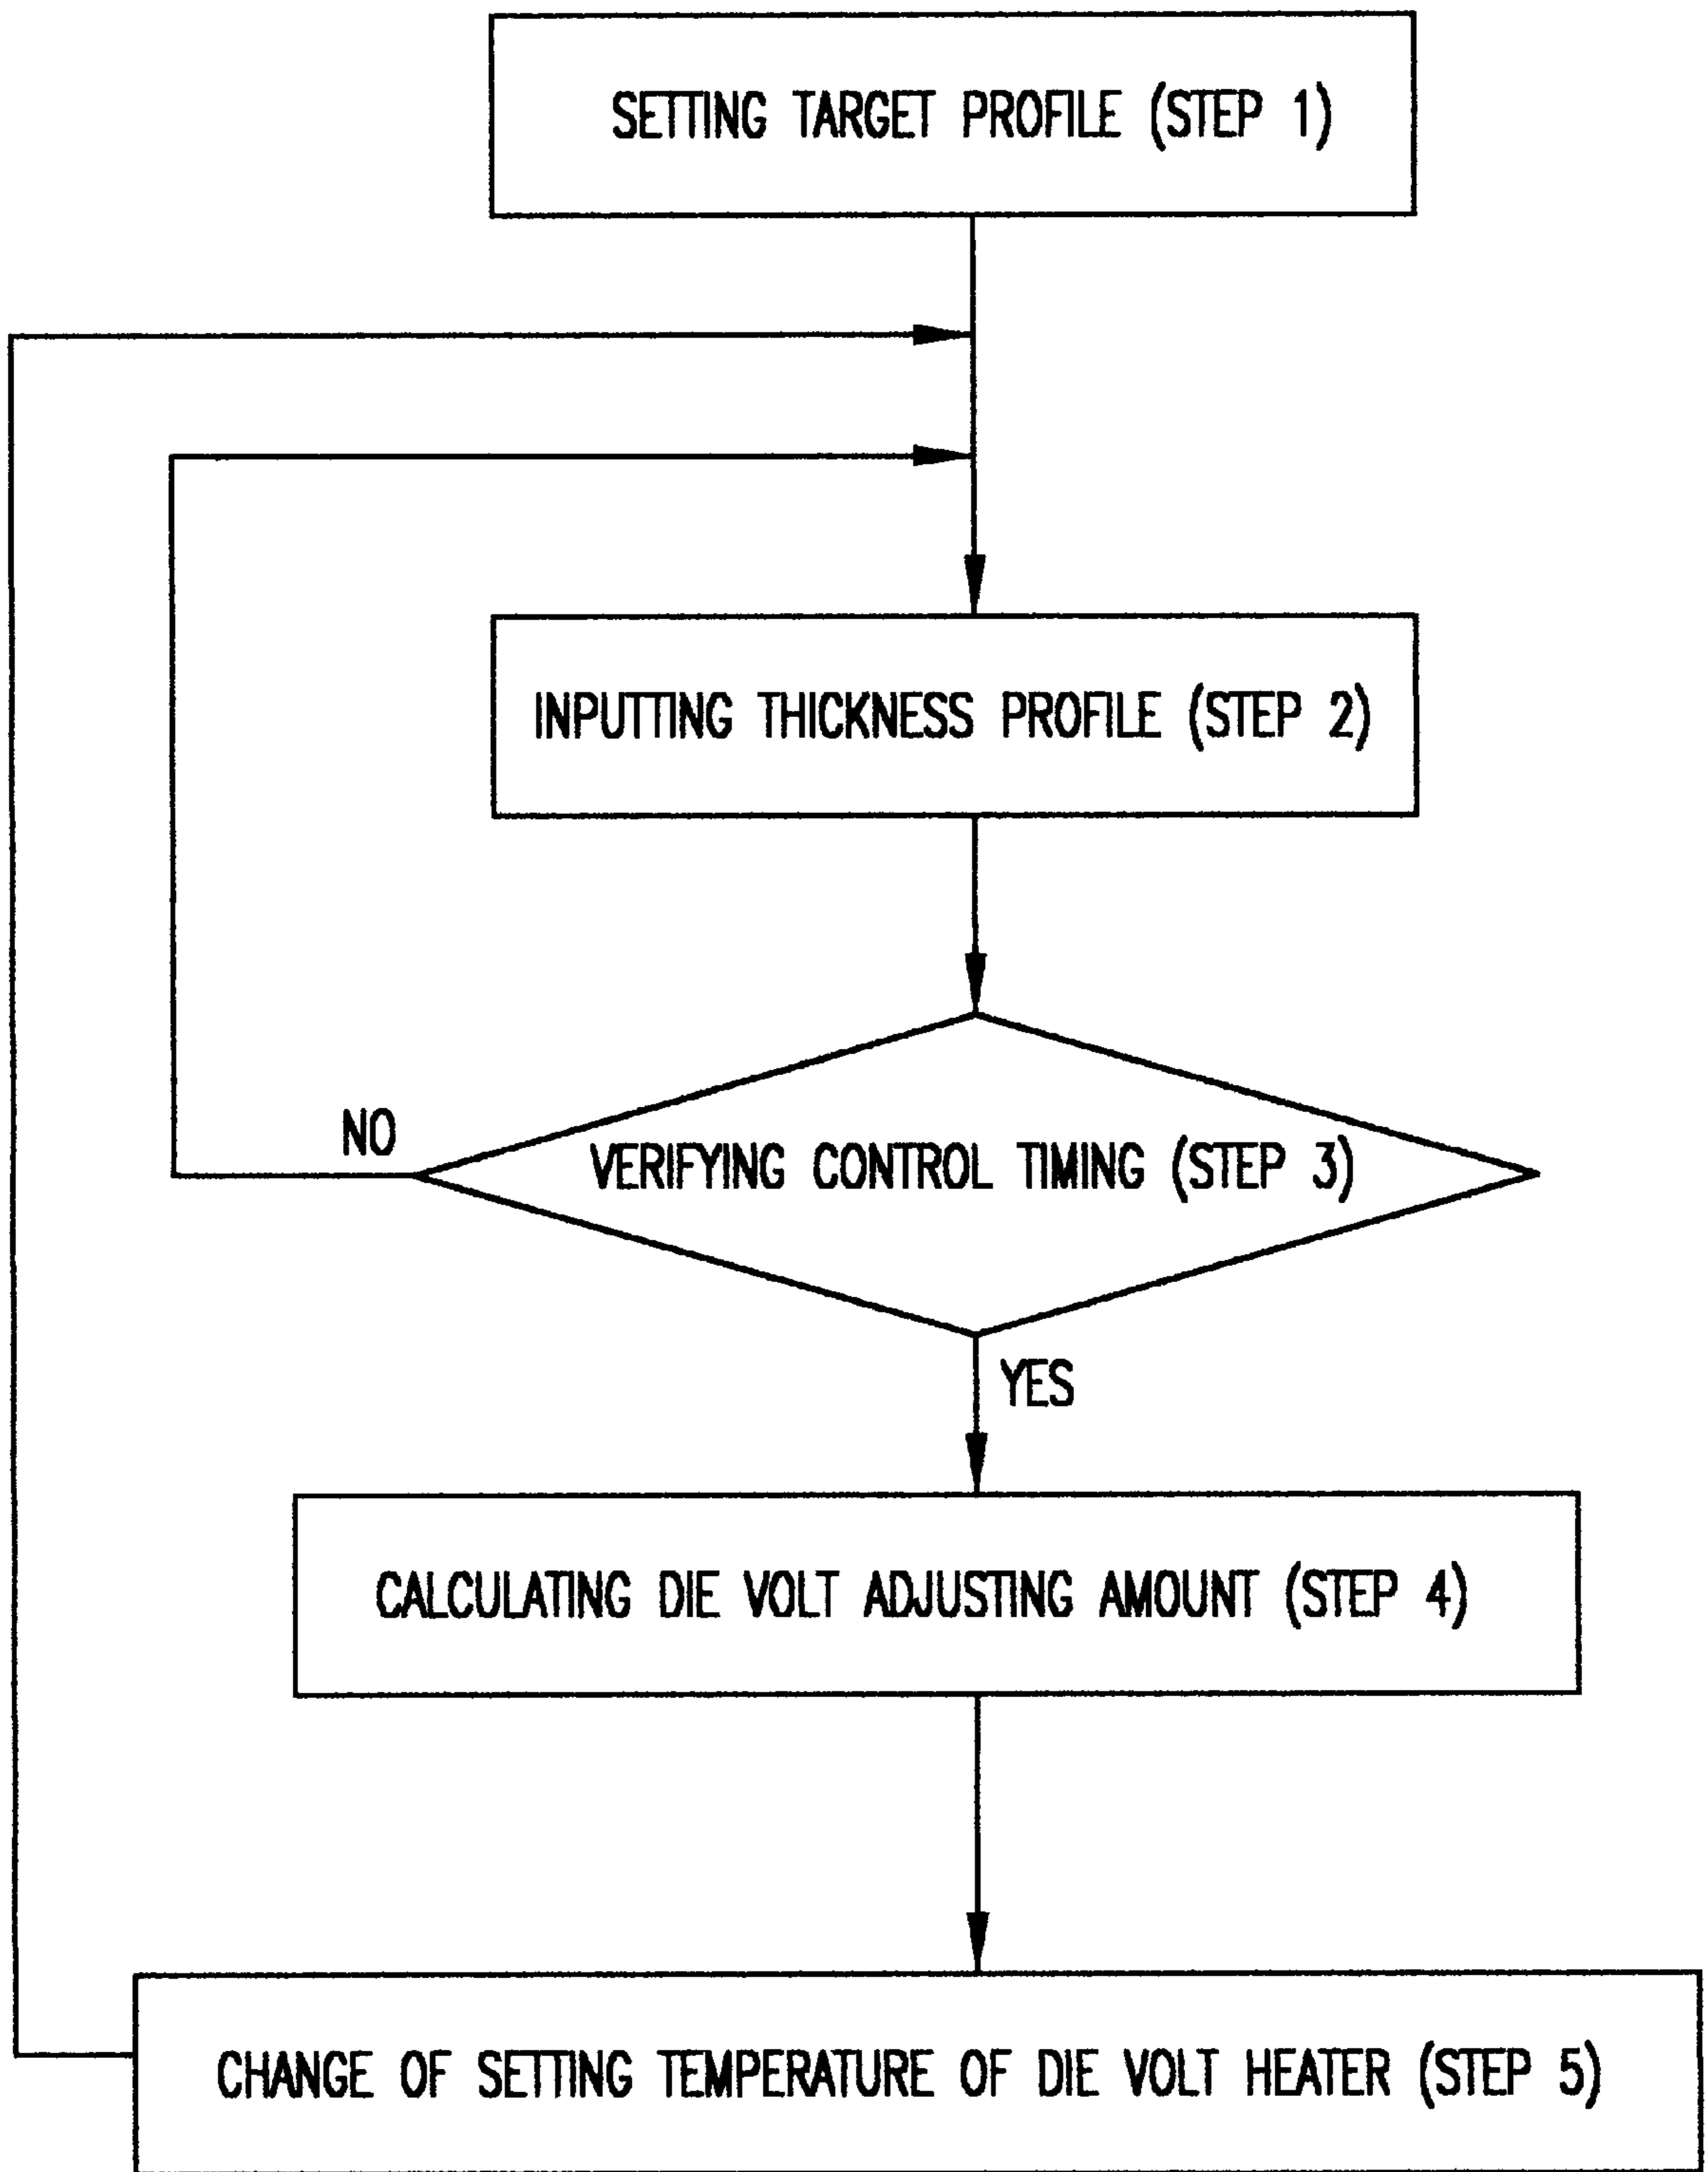 SETTING TARGET PROFILE (STEP 1)
INPUTTING THICKNESS PROFILE (STEP 2)
NO
VERIFYING CONTROL TIMING (STEP 3)
YES
CALCULATING DIE VOLT ADJUSTING AMOUNT (STEP 4)
CHANGE OF SETTING TEMPERATURE OF DIE VOLT HEATER (STEP 5)